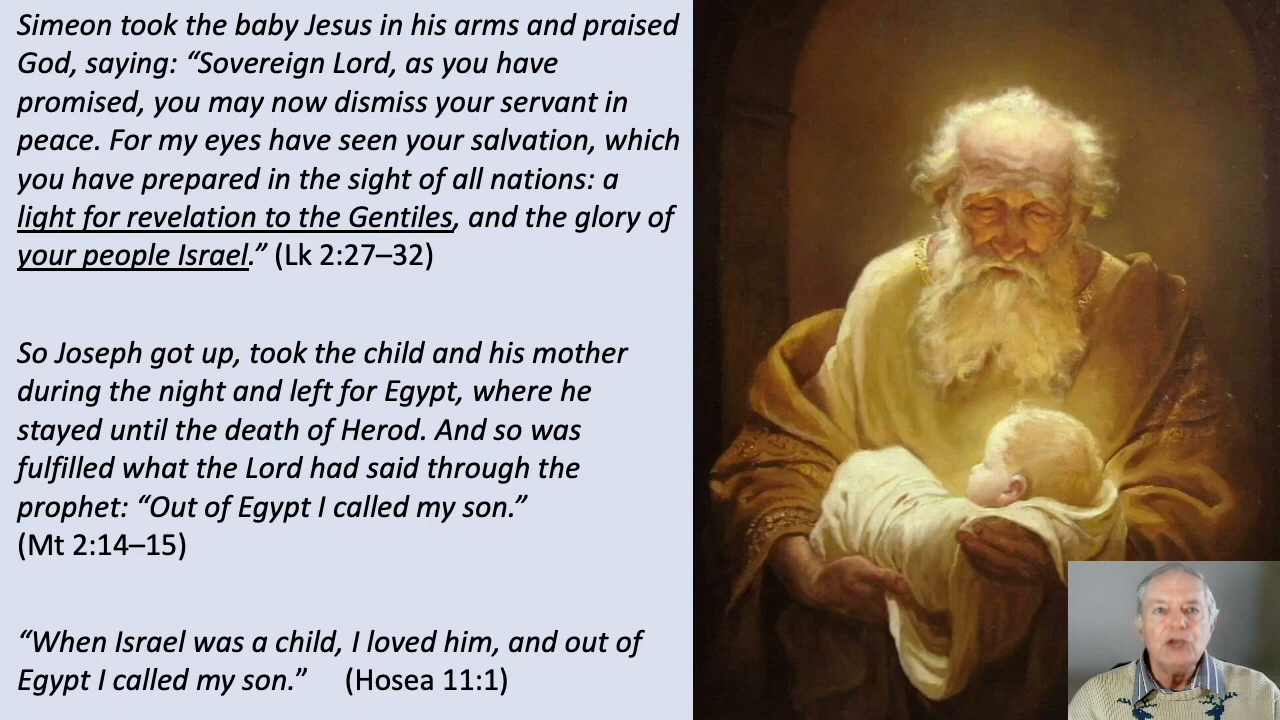 Simeon took the baby Jesus in his arms and praised
God, saying: “Sovereign Lord, as you have
promised, you may now dismiss your servant in
peace. For my eyes have seen your salvation, which
you have prepared in the sight of all nations: a
light for revelation to the Gentiles, and the glory of
your people Israel.” (Lk 2:27–32)
So Joseph got up, took the child and his mother
during the night and left for Egypt, where he
stayed until the death of Herod. And so was
fulfilled what the Lord had said through the
prophet: “Out of Egypt I called my son.”
(Mt 2:14–15)
“When Israel was a child, I loved him, and out of
Egypt I called my son.” (Hosea 11:1)